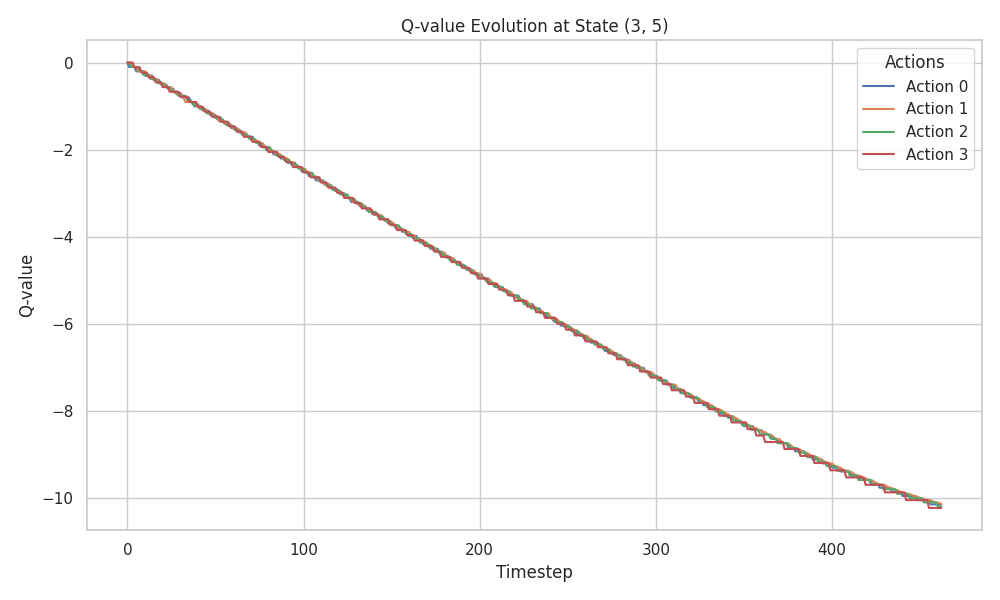 Q-value Evolution at State (3, 5)
Actions
Action 0
Action 1
Action 2
Action 3
Q-value
0
−2
−4
−6
−8
−10
0 100 200 300 400
Timestep